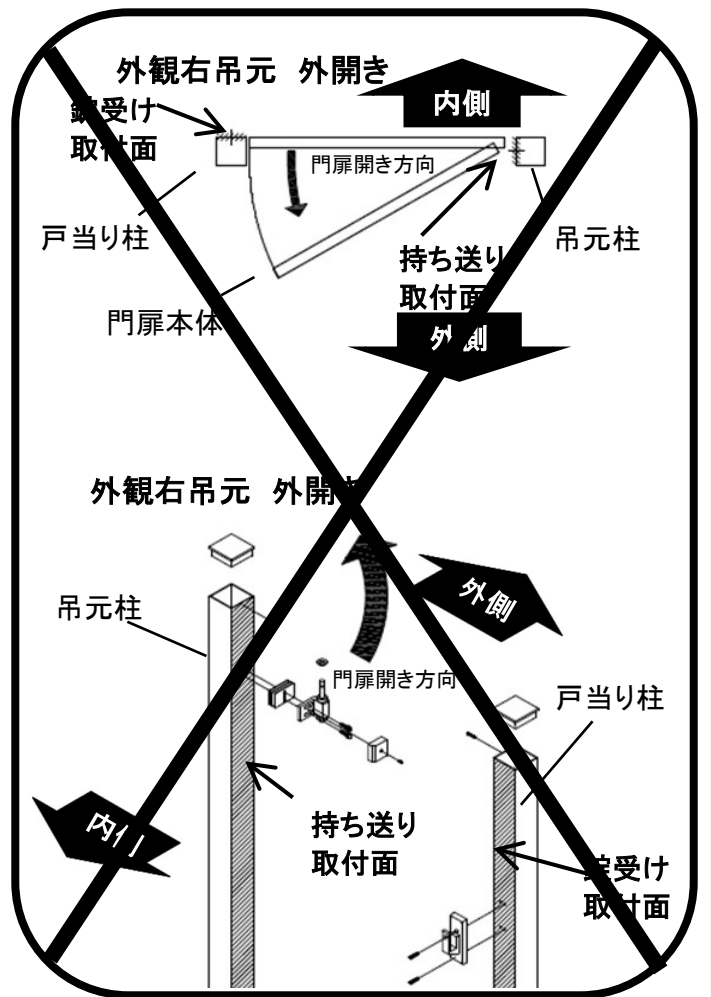 外観右吊元 外開き
内側
錠受け
取付面
門扉開き方向
戸当り柱
持ち送り
取付面
吊元柱
門扉本体
外側
外観右吊元 外開き
吊元柱
外側
門扉開き方向
戸当り柱
内側
持ち送り
取付面
錠受け
取付面